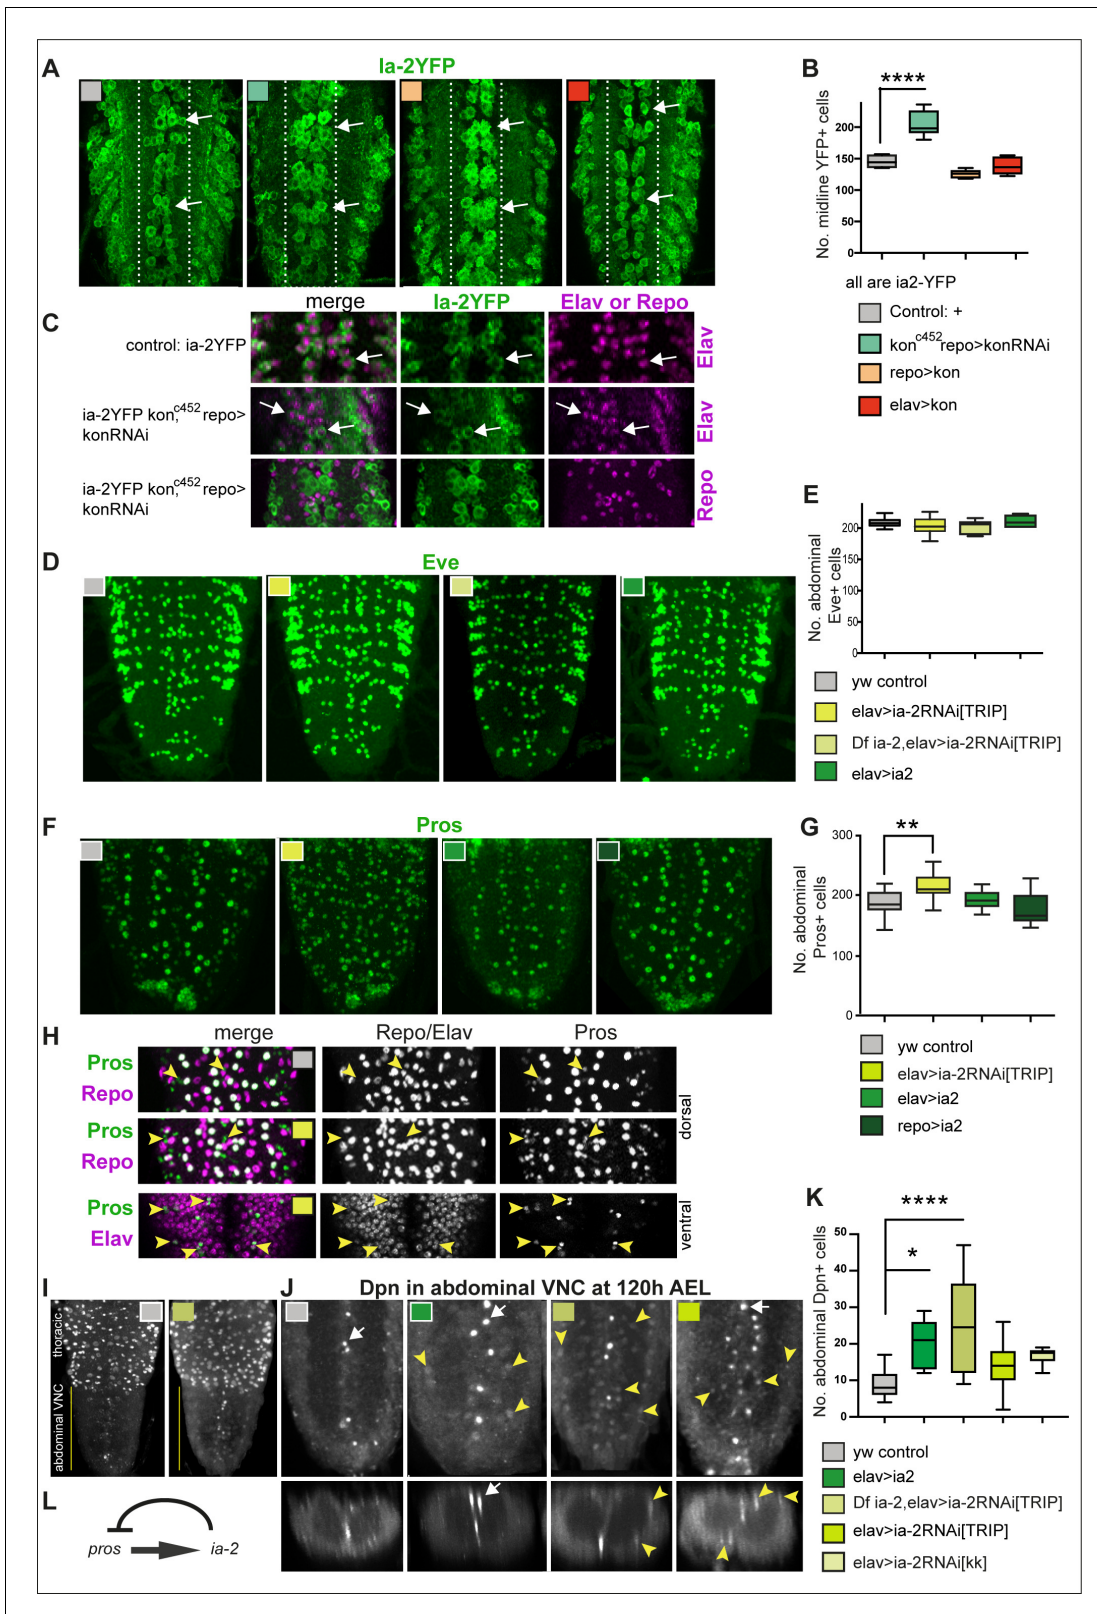 A
Ia-2YFP
B
****
No. midline YFP+ cells
200
150
100
50
0
all are ia2-YFP
Control: +
konc452repo>konRNAi
repo>kon
elav>kon
C
merge
Ia-2YFP
Elav or Repo
control: ia-2YFP
Elav
ia-2YFP kon,c452 repo>
konRNAi
Elav
ia-2YFP kon,c452 repo>
konRNAi
Repo
D
Eve
E
No. abdominal
Eve+ cells
200
150
100
50
0
yw control
elav>ia-2RNAi[TRIP]
Df ia-2,elav>ia-2RNAi[TRIP]
elav>ia2
F
Pros
G
**
No. abdominal
Pros+ cells
300
200
100
0
yw control
elav>ia-2RNAi[TRIP]
elav>ia2
repo>ia2
H
merge
Repo/Elav
Pros
Pros
Repo
Pros
Repo
dorsal
Pros
Elav
ventral
I
thoracic
abdominal VNC
J
Dpn in abdominal VNC at 120h AEL
K
****
*
No. abdominal Dpn+ cells
50
40
30
20
10
0
yw control
elav>ia2
Df ia-2,elav>ia-2RNAi[TRIP]
elav>ia-2RNAi[TRIP]
elav>ia-2RNAi[kk]
L
pros
ia-2